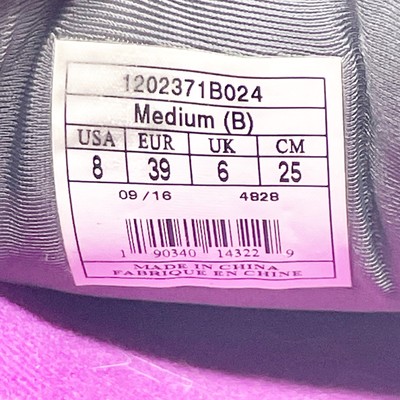 1202371B024
Medium (B)
USA EUR UK CM
8 39 6 25
09/16 4828
1 90340 14322 9
MADE IN CHINA
FABRIQUE EN CHINE